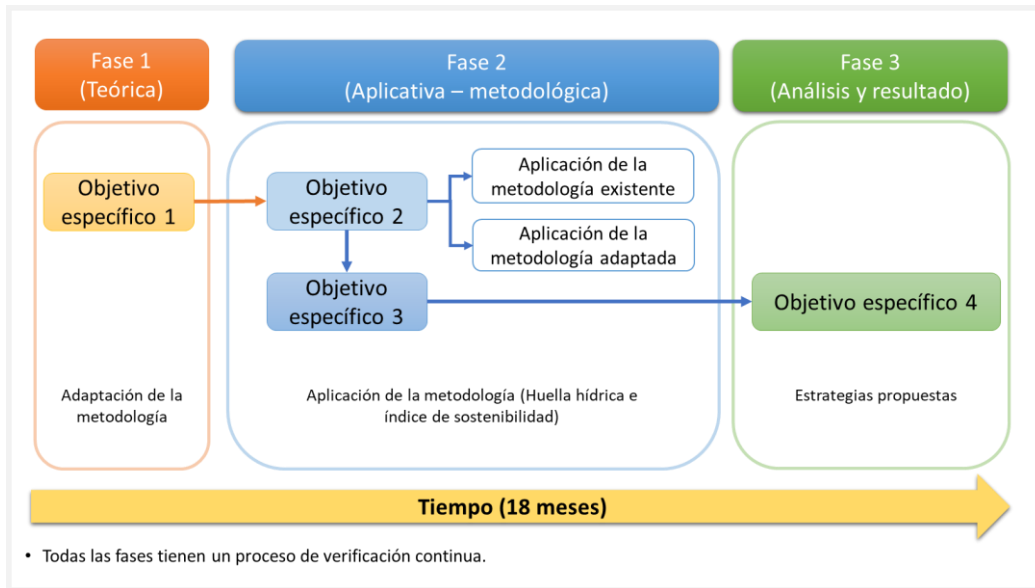 Fase 1
(Teórica)
Fase 2
(Aplicativa – metodológica)
Fase 3
(Análisis y resultado)
Objetivo
específico 1
Objetivo
específico 2
Aplicación de la
metodología existente
Aplicación de la
metodología adaptada
Objetivo
específico 3
Objetivo específico 4
Adaptación de la
metodología
Aplicación de la metodología (Huella hídrica e
índice de sostenibilidad)
Estrategias propuestas
Tiempo (18 meses)
• Todas las fases tienen un proceso de verificación continua.